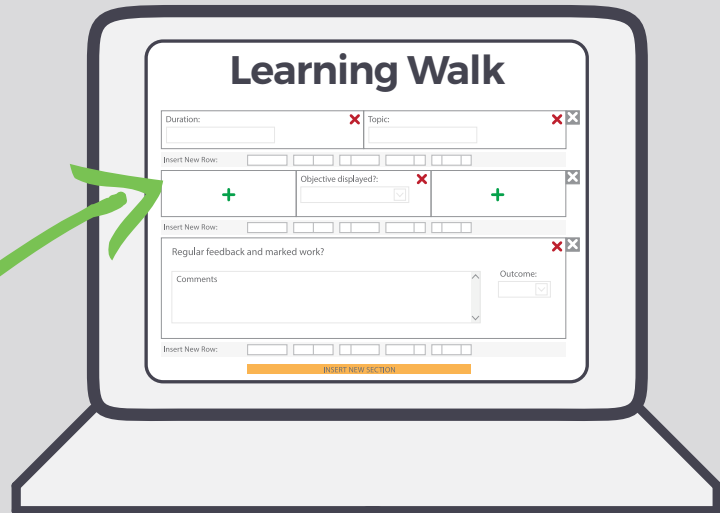 Learning Walk
Duration: Topic:
Insert New Row:
Objective displayed?:
Insert New Row:
Regular feedback and marked work?
Comments
Outcome:
Insert New Row:
INSERT NEW SECTION